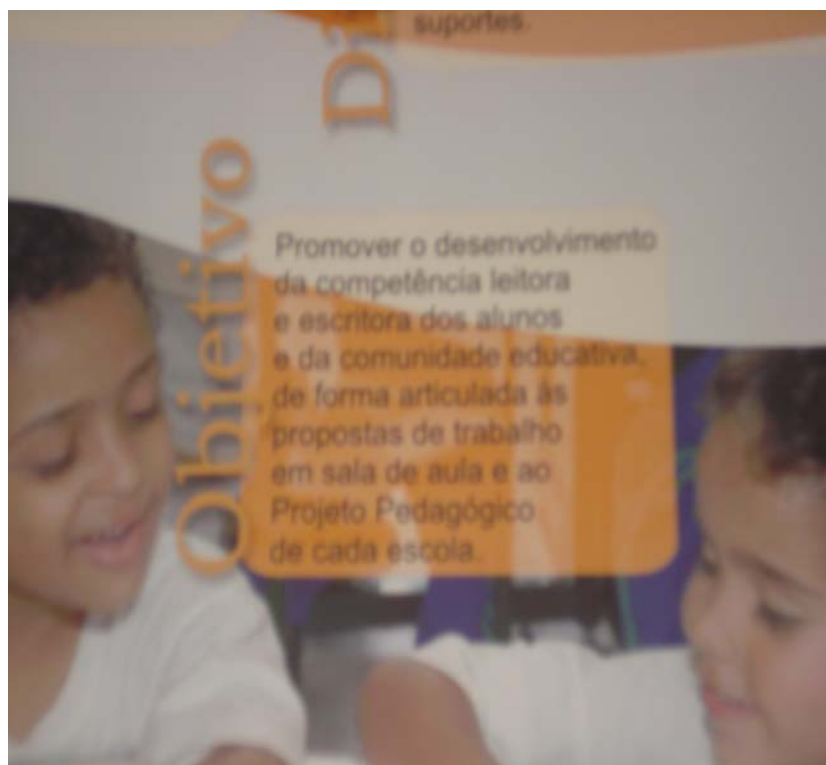 suportes.
Objetivo
Promover o desenvolvimento
da competência leitora
e escritora dos alunos
e da comunidade educativa,
de forma articulada às
propostas de trabalho
em sala de aula e ao
Projeto Pedagógico
de cada escola.